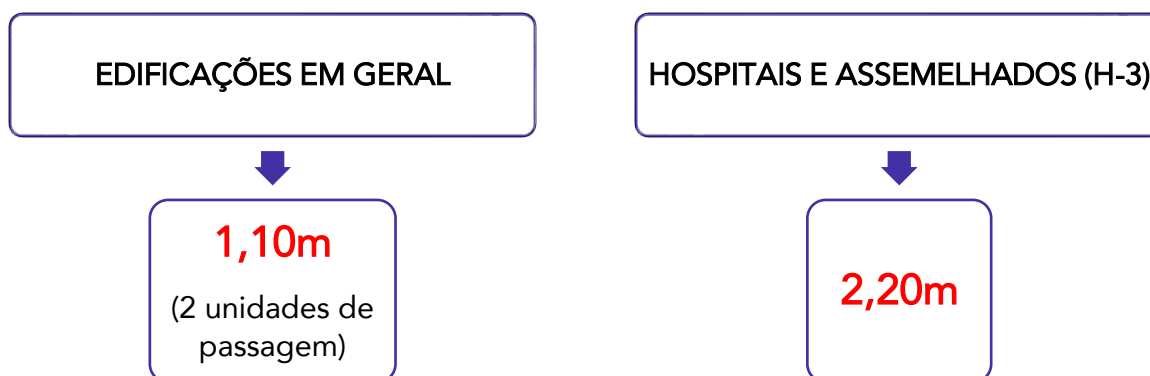 EDIFICAÇÕES EM GERAL
1,10m
(2 unidades de
passagem)
HOSPITAIS E ASSEMELHADOS (H-3)
2,20m